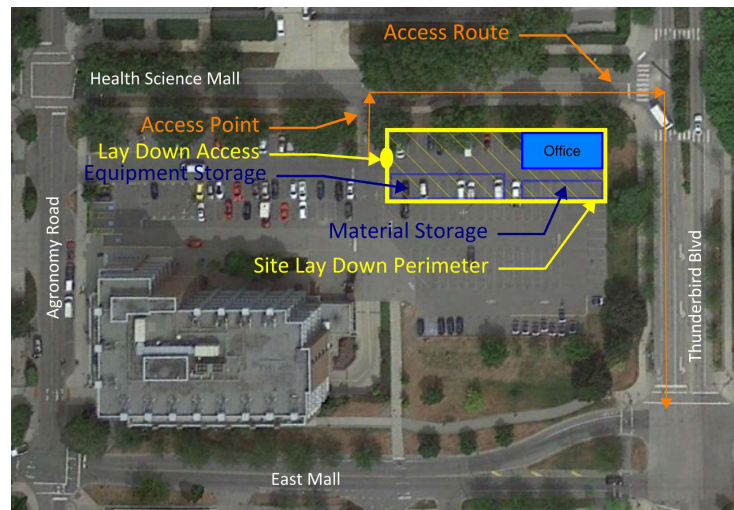 Access Route
Health Science Mall
Access Point
Lay Down Access
Office
Equipment Storage
Material Storage
Site Lay Down Perimeter
Agronomy Road
Thunderbird Blvd
East Mall